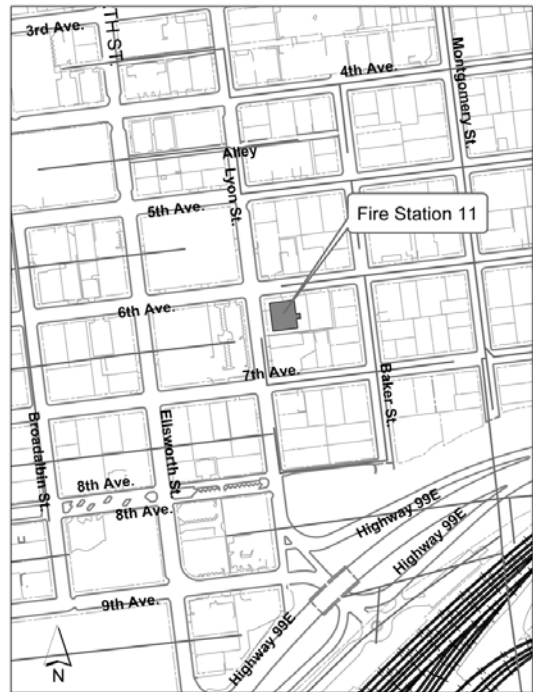 3rd Ave.
TH ST.
4th Ave.
Montgomery St.
Alley
Lyon St.
5th Ave.
Fire Station 11
6th Ave.
7th Ave.
Baker St.
Broadalbin St.
Ellsworth St.
8th Ave.
8th Ave.
Highway 99E
Highway 99E
9th Ave.
Highway 99E
N